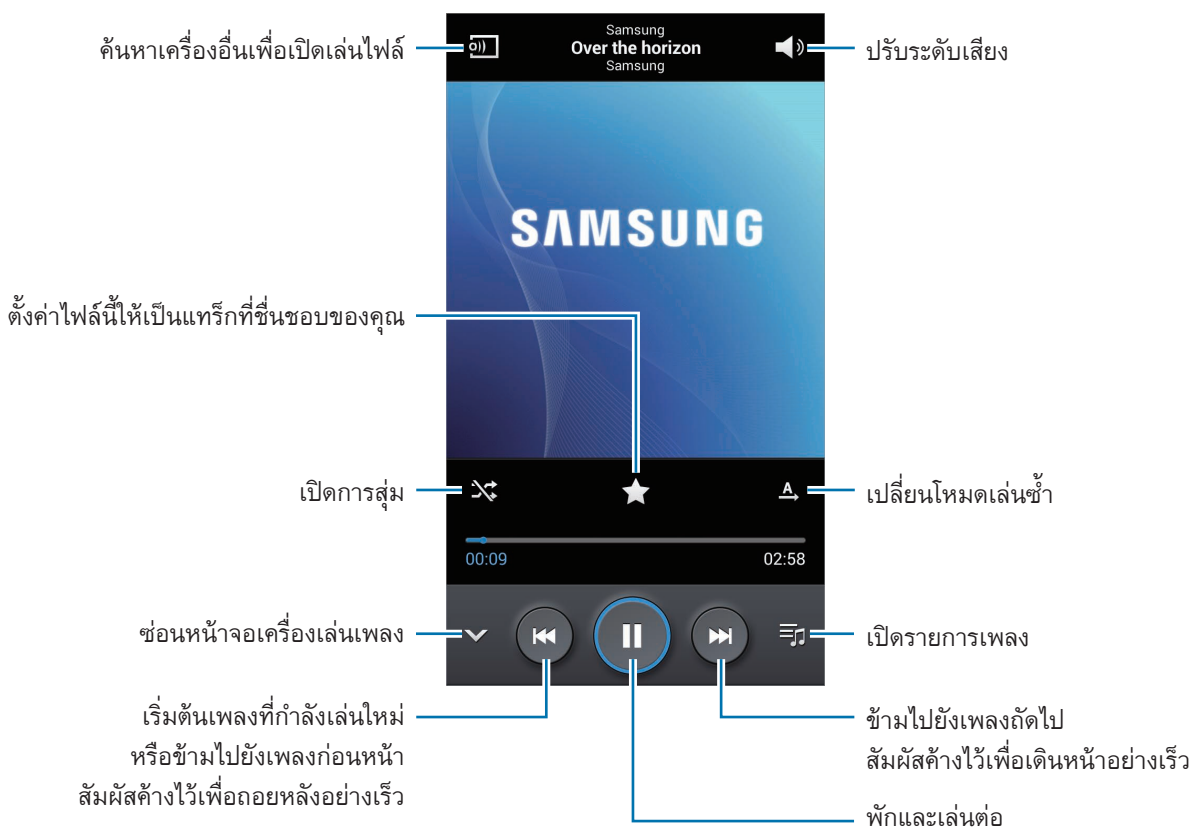 Samsung
ค้นหาเครื่องอื่นเพื่อเปิดเล่นไฟล์
Over the horizon
ปรับระดับเสียง
Samsung
SAMSUNG
ตั้งค่าไฟล์นี้ให้เป็นแทร็กที่ชื่นชอบของคุณ
เปิดการสุ่ม
A
เปลี่ยนโหมดเล่นซ้ำ
00:09
02:58
ซ่อนหน้าจอเครื่องเล่นเพลง
เปิดรายการเพลง
เริ่มต้นเพลงที่กำลังเล่นใหม่
หรือข้ามไปยังเพลงก่อนหน้า
สัมผัสค้างไว้เพื่อถอยหลังอย่างเร็ว
ข้ามไปยังเพลงถัดไป
สัมผัสค้างไว้เพื่อเดินหน้าอย่างเร็ว
พักและเล่นต่อ